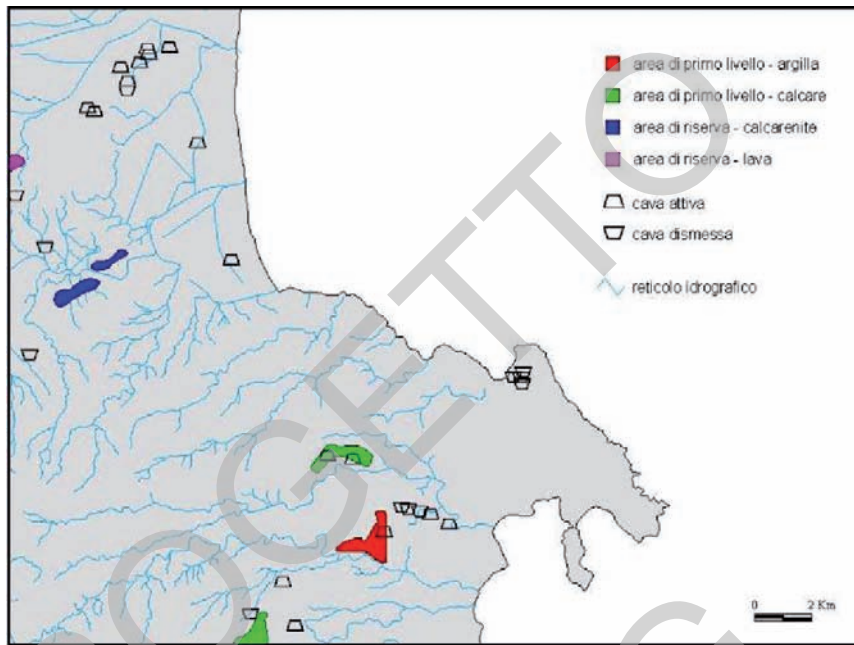 area di primo livello - argilla
area di primo livello - calcare
area di riserva - calcarenite
area di riserva - lava
cava attiva
cava dismessa
reticolo idrografico
0 2 Km
OGETTO